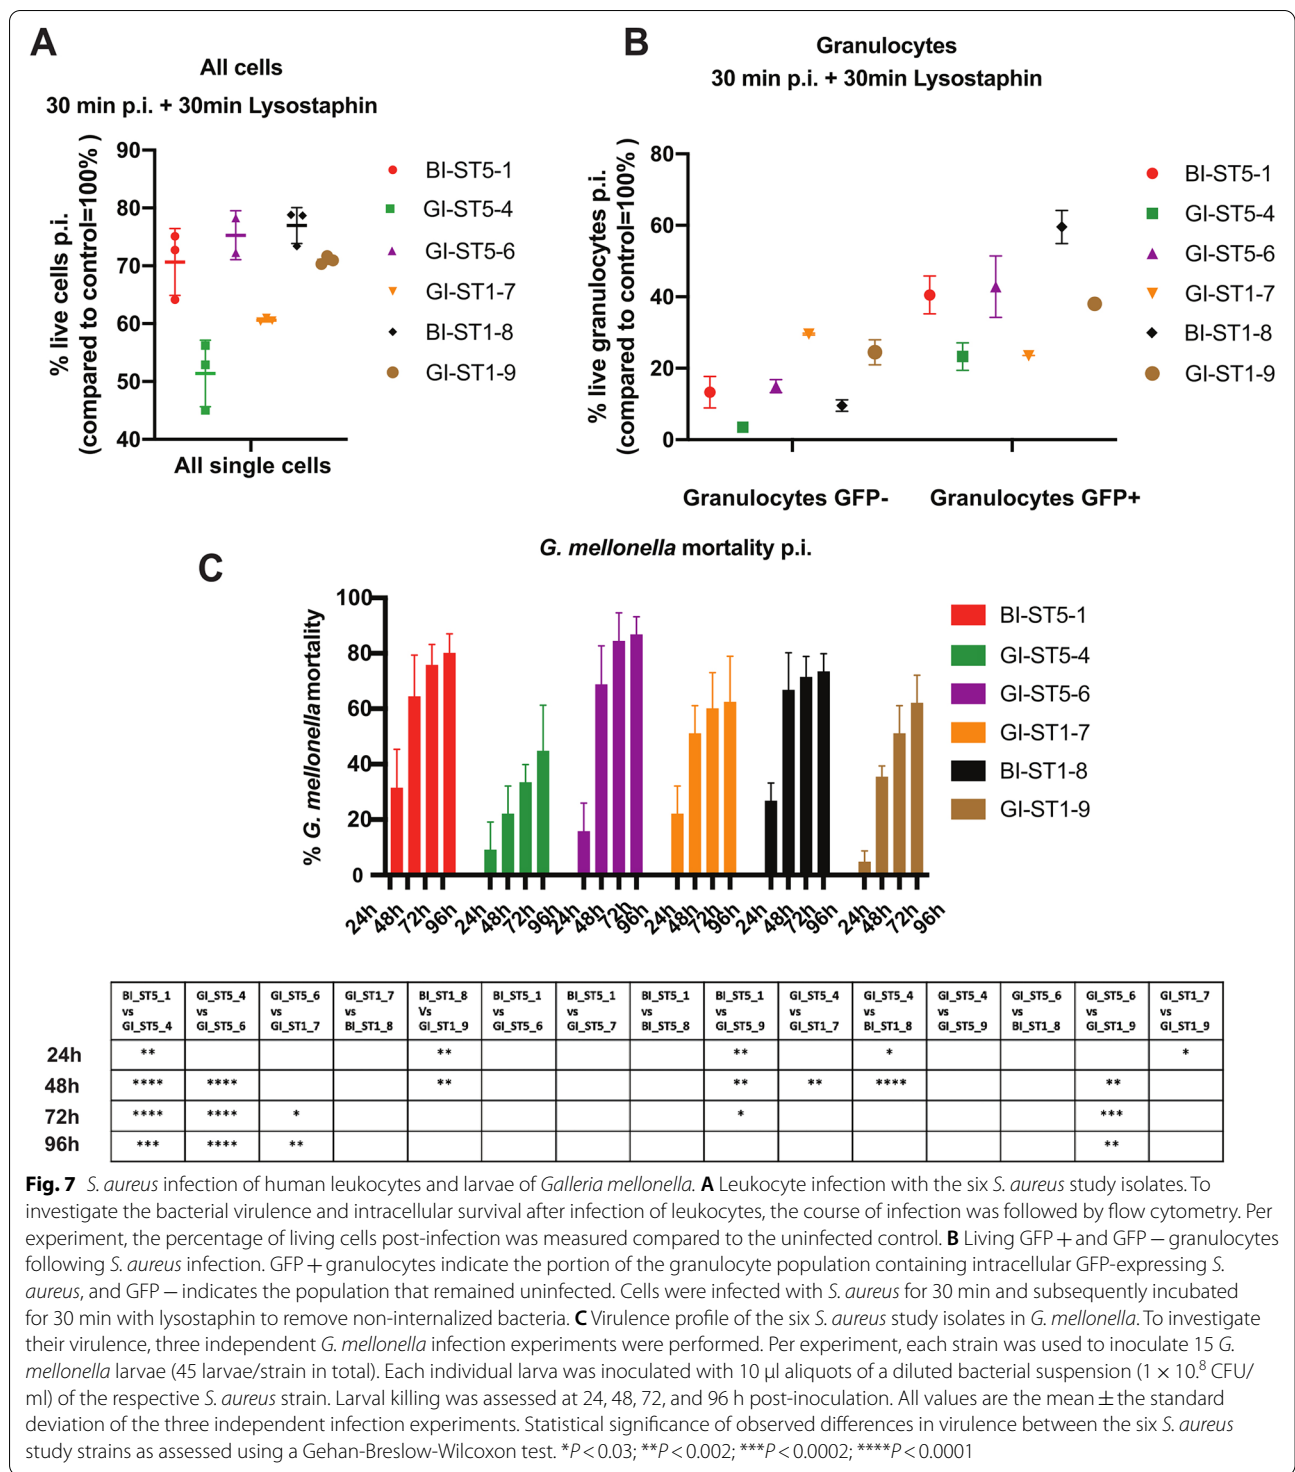 A
All cells
30 min p.i. + 30min Lysostaphin
% live cells p.i.
(compared to control=100% )
90
80
70
60
50
40
All single cells
BI-ST5-1
GI-ST5-4
GI-ST5-6
GI-ST1-7
BI-ST1-8
GI-ST1-9
B
Granulocytes
30 min p.i. + 30min Lysostaphin
% live granulocytes p.i.
(compared to control=100% )
80
60
40
20
0
Granulocytes GFP- Granulocytes GFP+
BI-ST5-1
GI-ST5-4
GI-ST5-6
GI-ST1-7
BI-ST1-8
GI-ST1-9
C
G. mellonella mortality p.i.
% G. mellonella mortality
100
80
60
40
20
0
24h 48h 72h 96h 24h 48h 72h 96h 24h 48h 72h 96h 24h 48h 72h 96h 24h 48h 72h 96h 24h 48h 72h 96h
BI-ST5-1
GI-ST5-4
GI-ST5-6
GI-ST1-7
BI-ST1-8
GI-ST1-9
BI_ST5_1 GI_ST5_4 GI_ST5_6 GI_ST1_7 BI_ST1_8 BI_ST5_1 BI_ST5_1 BI_ST5_1 BI_ST5_1 GI_ST5_4 GI_ST5_4 GI_ST5_4 GI_ST5_6 GI_ST5_6 GI_ST1_7
vs vs vs vs Vs vs vs vs vs vs vs vs vs vs vs
GI_ST5_4 GI_ST5_6 GI_ST1_7 BI_ST1_8 GI_ST1_9 GI_ST5_6 GI_ST5_7 BI_ST5_8 GI_ST5_9 GI_ST1_7 BI_ST1_8 GI_ST5_9 BI_ST1_8 GI_ST1_9 GI_ST1_9
24h ** ** ** * *
48h **** **** ** ** ** **** **
72h **** **** * * ***
96h *** **** ** **
Fig. 7 S. aureus infection of human leukocytes and larvae of Galleria mellonella. A Leukocyte infection with the six S. aureus study isolates. To
investigate the bacterial virulence and intracellular survival after infection of leukocytes, the course of infection was followed by flow cytometry. Per
experiment, the percentage of living cells post-infection was measured compared to the uninfected control. B Living GFP + and GFP − granulocytes
following S. aureus infection. GFP + granulocytes indicate the portion of the granulocyte population containing intracellular GFP-expressing S.
aureus, and GFP − indicates the population that remained uninfected. Cells were infected with S. aureus for 30 min and subsequently incubated
for 30 min with lysostaphin to remove non-internalized bacteria. C Virulence profile of the six S. aureus study isolates in G. mellonella. To investigate
their virulence, three independent G. mellonella infection experiments were performed. Per experiment, each strain was used to inoculate 15 G.
mellonella larvae (45 larvae/strain in total). Each individual larva was inoculated with 10 μl aliquots of a diluted bacterial suspension (1 × 10.⁸ CFU/
ml) of the respective S. aureus strain. Larval killing was assessed at 24, 48, 72, and 96 h post-inoculation. All values are the mean ± the standard
deviation of the three independent infection experiments. Statistical significance of observed differences in virulence between the six S. aureus
study strains as assessed using a Gehan-Breslow-Wilcoxon test. *P < 0.03; **P < 0.002; ***P < 0.0002; ****P < 0.0001